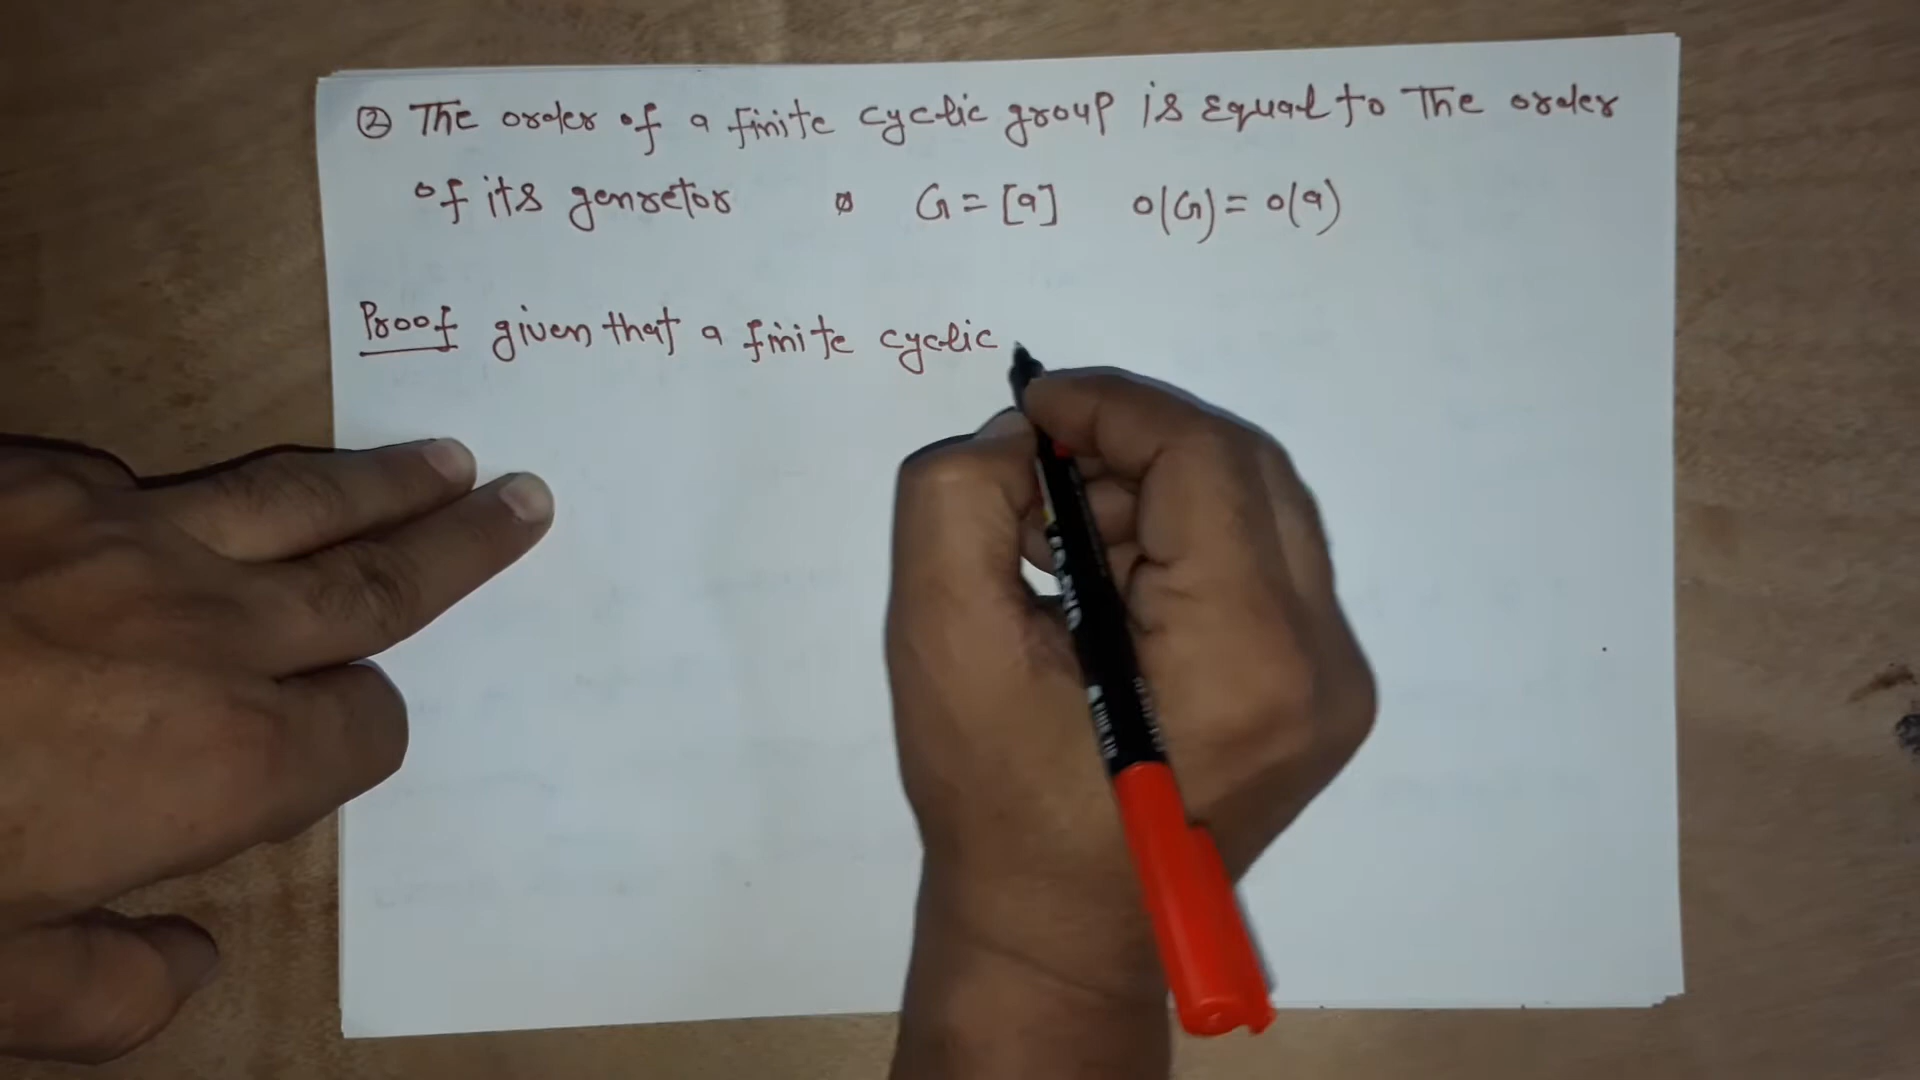 ② The order of a finite cyclic group is equal to The order
of its genretor G = [a] o(G) = o(a)
Proof given that a finite cyclic